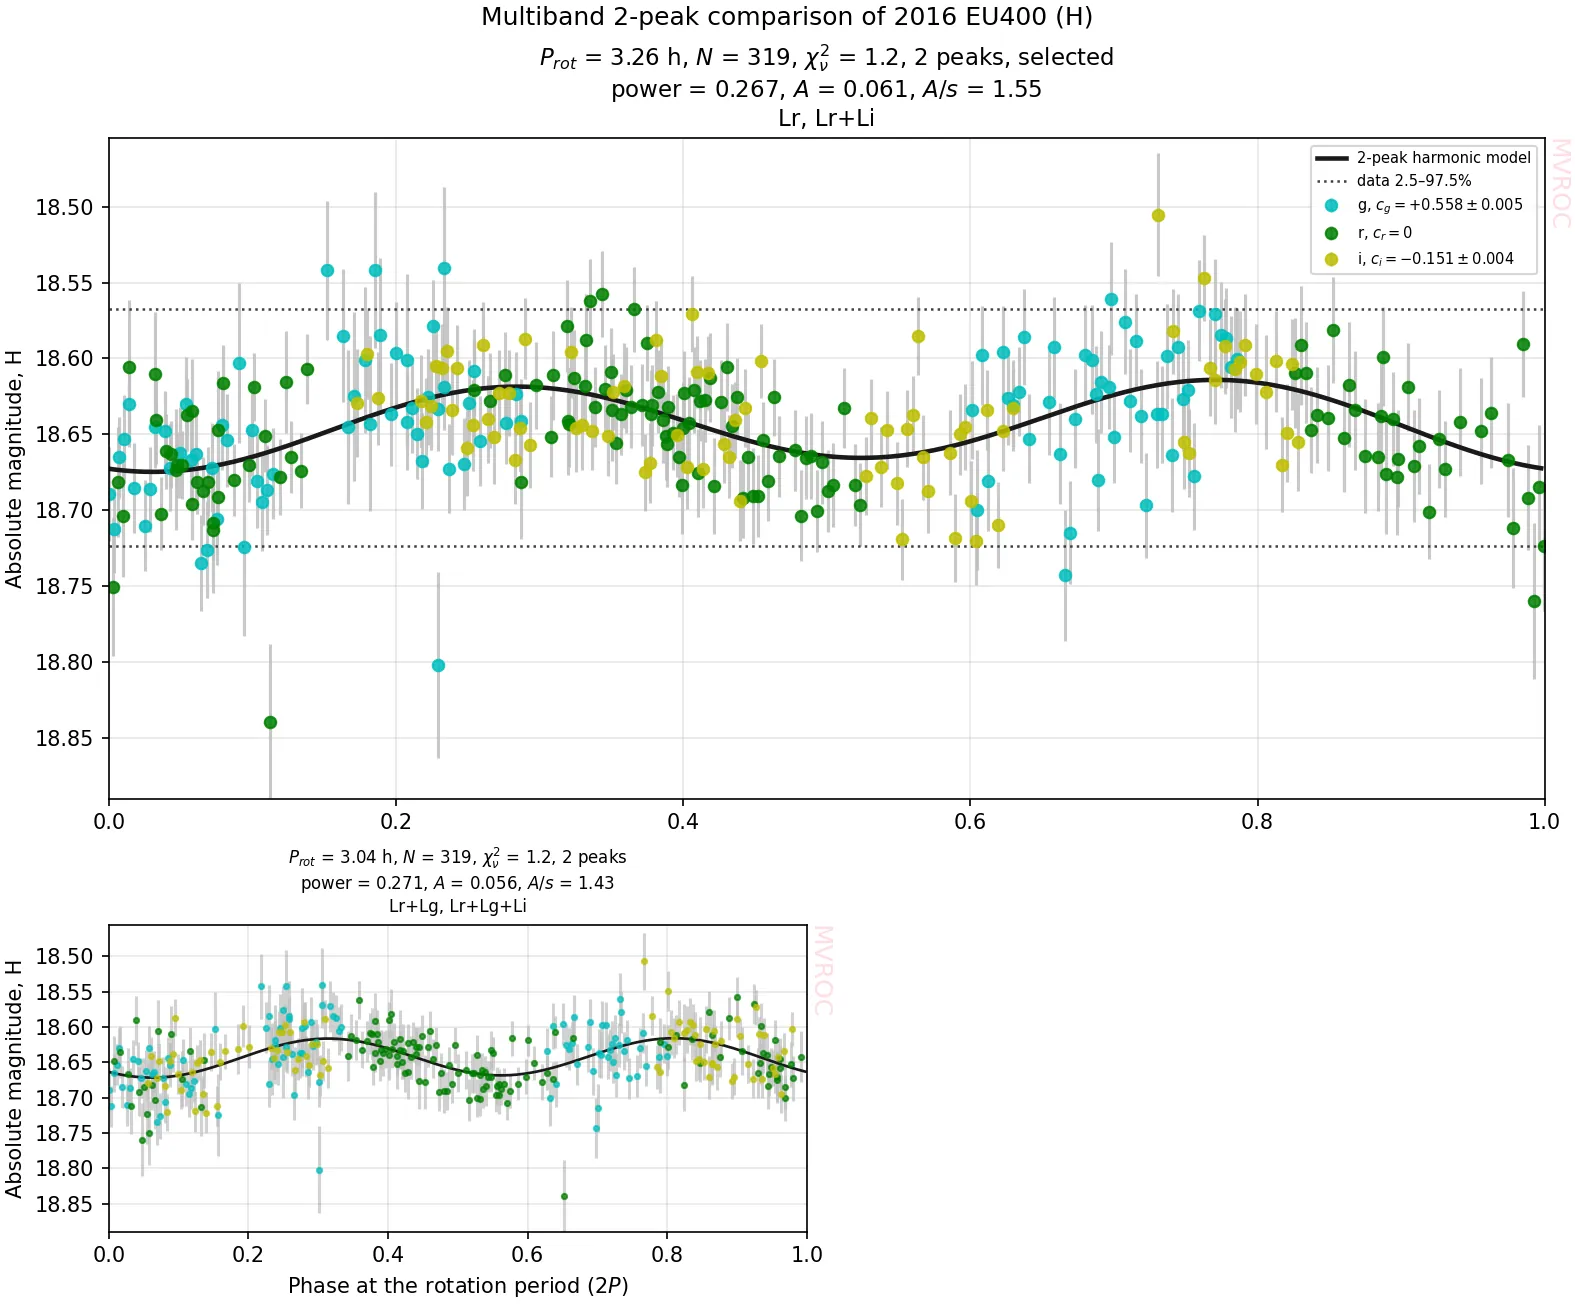 Multiband 2-peak comparison of 2016 EU400 (H)
P_rot = 3.26 h, N = 319, χ²_ν = 1.2, 2 peaks, selected
power = 0.267, A = 0.061, A/s = 1.55
Lr, Lr+Li
2-peak harmonic model
data 2.5–97.5%
g, c_g = +0.558 ± 0.005
r, c_r = 0
i, c_i = −0.151 ± 0.004
MVROC
Absolute magnitude, H
18.50
18.55
18.60
18.65
18.70
18.75
18.80
18.85
0.0 0.2 0.4 0.6 0.8 1.0
P_rot = 3.04 h, N = 319, χ²_ν = 1.2, 2 peaks
power = 0.271, A = 0.056, A/s = 1.43
Lr+Lg, Lr+Lg+Li
MVROC
Absolute magnitude, H
18.50
18.55
18.60
18.65
18.70
18.75
18.80
18.85
0.0 0.2 0.4 0.6 0.8 1.0
Phase at the rotation period (2P)